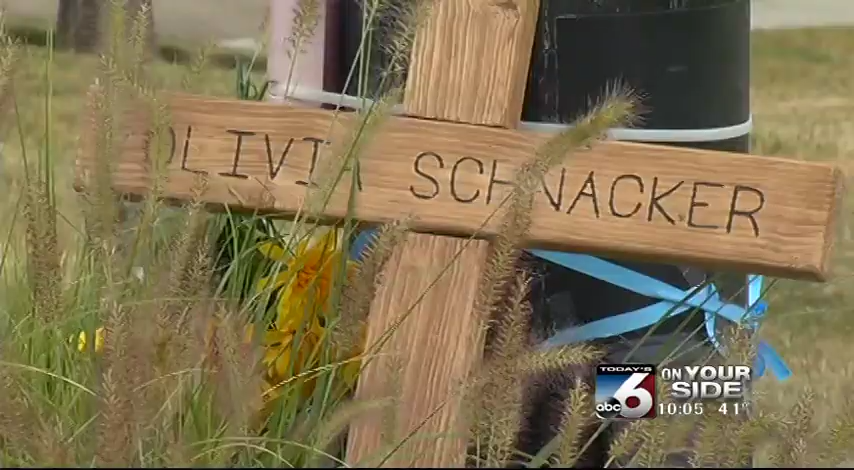 OLIVIA SCHNACKER
TODAY'S
abc 6
ON YOUR SIDE
10:05 41°